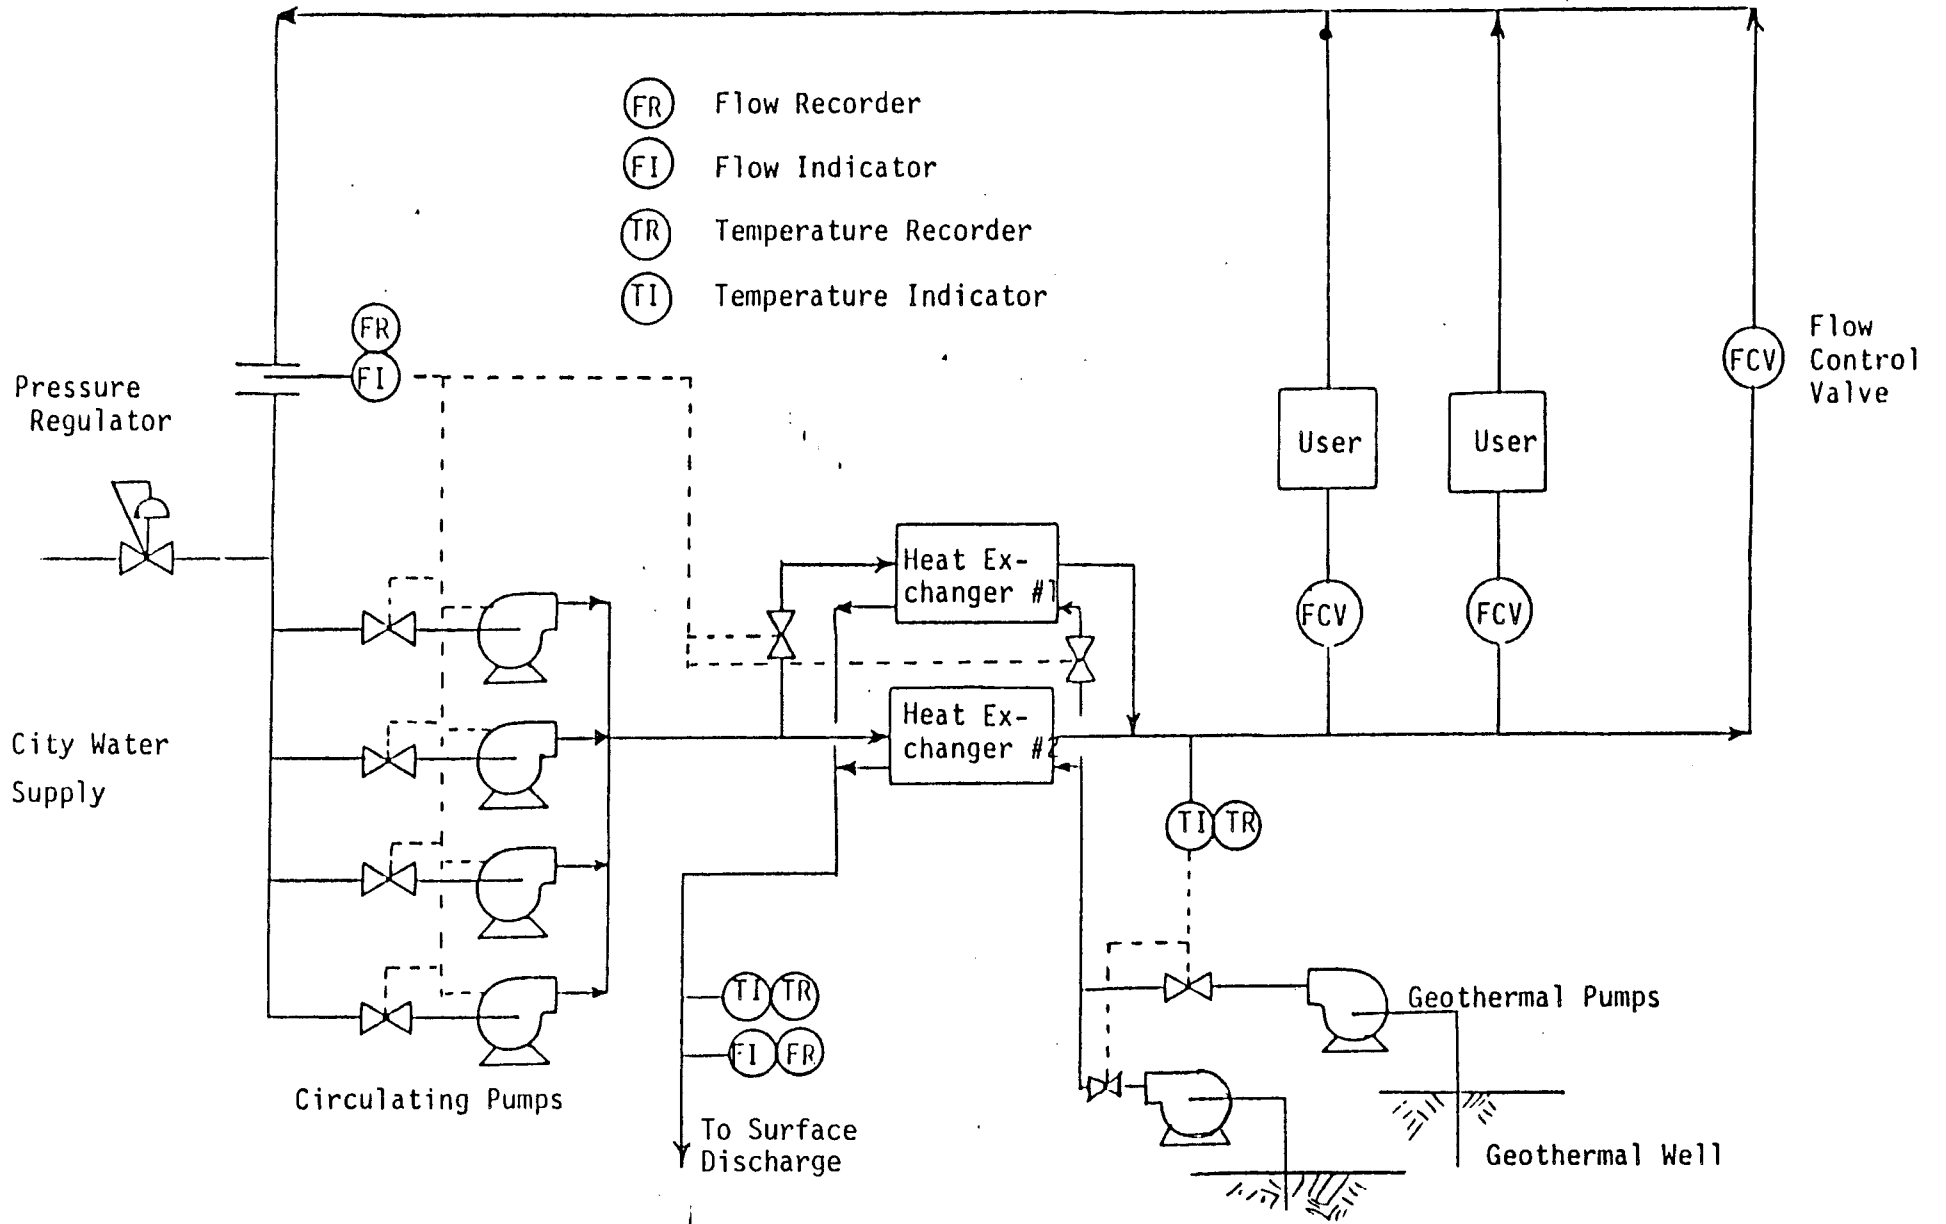 FR Flow Recorder
FI Flow Indicator
TR Temperature Recorder
TI Temperature Indicator
FR
FI
Pressure
Regulator
FCV
Flow
Control
Valve
User
User
Heat Ex-
changer #1
FCV
FCV
Heat Ex-
changer #2
City Water
Supply
TI TR
TI TR
FI FR
Geothermal Pumps
Circulating Pumps
To Surface
Discharge
Geothermal Well